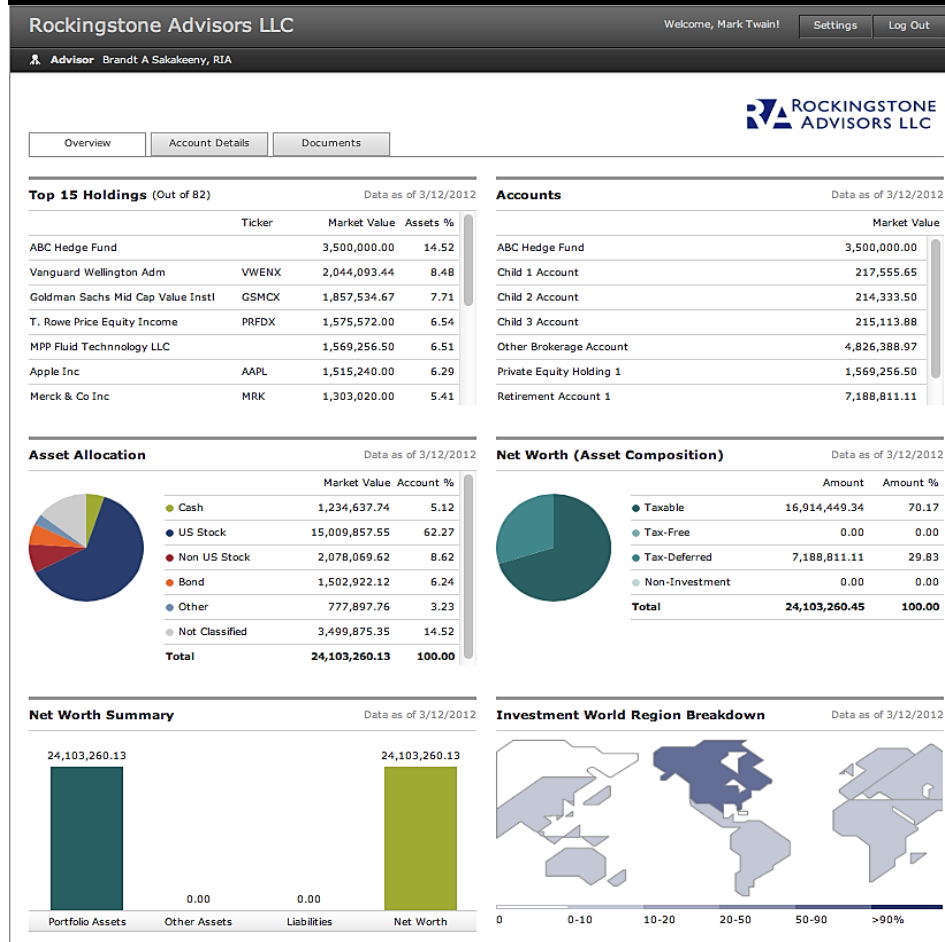 Rockingstone Advisors LLC
Welcome, Mark Twain! Settings Log Out
Advisor Brandt A Sakakeeny, RIA
RA ROCKINGSTONE
ADVISORS LLC
Overview Account Details Documents
Top 15 Holdings (Out of 82) Data as of 3/12/2012
Ticker Market Value Assets %
ABC Hedge Fund 3,500,000.00 14.52
Vanguard Wellington Adm VWENX 2,044,093.44 8.48
Goldman Sachs Mid Cap Value Instl GSMCX 1,857,534.67 7.71
T. Rowe Price Equity Income PRFDX 1,575,572.00 6.54
MPP Fluid Technnology LLC 1,569,256.50 6.51
Apple Inc AAPL 1,515,240.00 6.29
Merck & Co Inc MRK 1,303,020.00 5.41
Accounts Data as of 3/12/2012
Market Value
ABC Hedge Fund 3,500,000.00
Child 1 Account 217,555.65
Child 2 Account 214,333.50
Child 3 Account 215,113.88
Other Brokerage Account 4,826,388.97
Private Equity Holding 1 1,569,256.50
Retirement Account 1 7,188,811.11
Asset Allocation Data as of 3/12/2012
Market Value Account %
Cash 1,234,637.74 5.12
US Stock 15,009,857.55 62.27
Non US Stock 2,078,069.62 8.62
Bond 1,502,922.12 6.24
Other 777,897.76 3.23
Not Classified 3,499,875.35 14.52
Total 24,103,260.13 100.00
Net Worth (Asset Composition) Data as of 3/12/2012
Amount Amount %
Taxable 16,914,449.34 70.17
Tax-Free 0.00 0.00
Tax-Deferred 7,188,811.11 29.83
Non-Investment 0.00 0.00
Total 24,103,260.45 100.00
Net Worth Summary Data as of 3/12/2012
24,103,260.13 24,103,260.13
0.00 0.00
Portfolio Assets Other Assets Liabilities Net Worth
Investment World Region Breakdown Data as of 3/12/2012
0 0-10 10-20 20-50 50-90 >90%